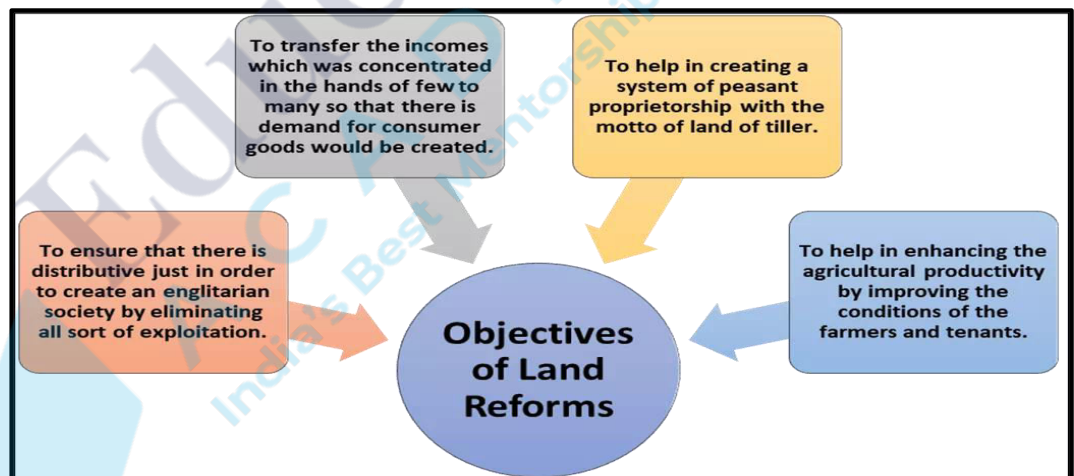 To transfer the incomes
which was concentrated
in the hands of few to
many so that there is
demand for consumer
goods would be created.
To help in creating a
system of peasant
proprietorship with the
motto of land of tiller.
To ensure that there is
distributive just in order
to create an englitarian
society by eliminating
all sort of exploitation.
To help in enhancing the
agricultural productivity
by improving the
conditions of the
farmers and tenants.
Objectives
of Land
Reforms
India's Best Mentorship